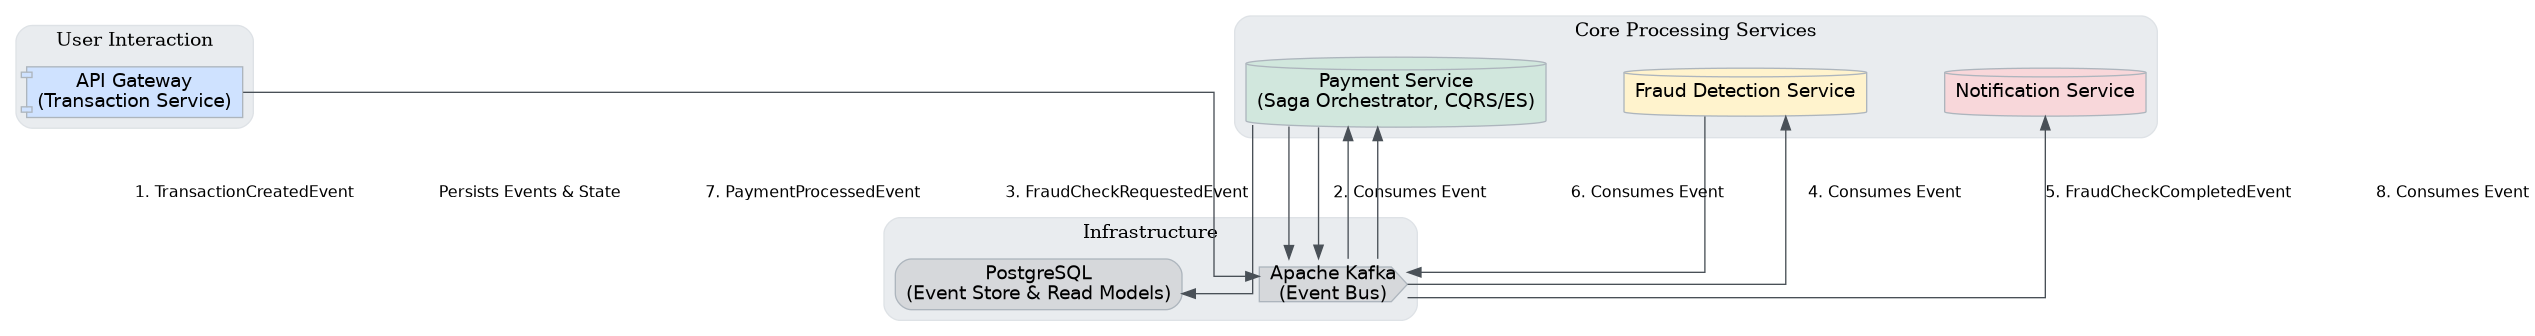 User Interaction
API Gateway
(Transaction Service)
Core Processing Services
Payment Service
(Saga Orchestrator, CQRS/ES)
Fraud Detection Service
Notification Service
1. TransactionCreatedEvent
Persists Events & State
7. PaymentProcessedEvent
3. FraudCheckRequestedEvent
2. Consumes Event
6. Consumes Event
4. Consumes Event
5. FraudCheckCompletedEvent
8. Consumes Event
Infrastructure
PostgreSQL
(Event Store & Read Models)
Apache Kafka
(Event Bus)